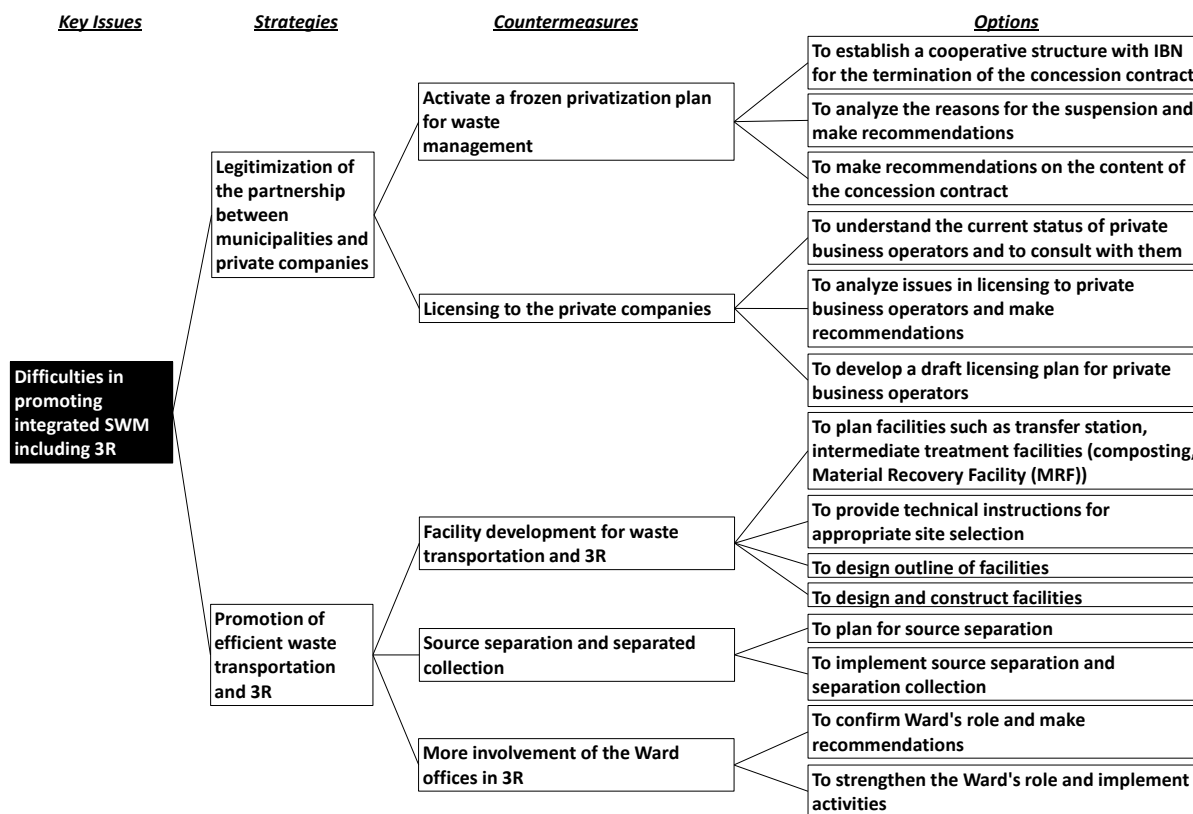 Key Issues
Strategies
Countermeasures
Options
Difficulties in
promoting
integrated SWM
including 3R
Legitimization of
the partnership
between
municipalities and
private companies
Activate a frozen privatization plan
for waste
management
To establish a cooperative structure with IBN
for the termination of the concession contract
To analyze the reasons for the suspension and
make recommendations
To make recommendations on the content of
the concession contract
Licensing to the private companies
To understand the current status of private
business operators and to consult with them
To analyze issues in licensing to private
business operators and make
recommendations
To develop a draft licensing plan for private
business operators
Promotion of
efficient waste
transportation
and 3R
Facility development for waste
transportation and 3R
To plan facilities such as transfer station,
intermediate treatment facilities (composting,
Material Recovery Facility (MRF))
To provide technical instructions for
appropriate site selection
To design outline of facilities
To design and construct facilities
Source separation and separated
collection
To plan for source separation
To implement source separation and
separation collection
More involvement of the Ward
offices in 3R
To confirm Ward's role and make
recommendations
To strengthen the Ward's role and implement
activities